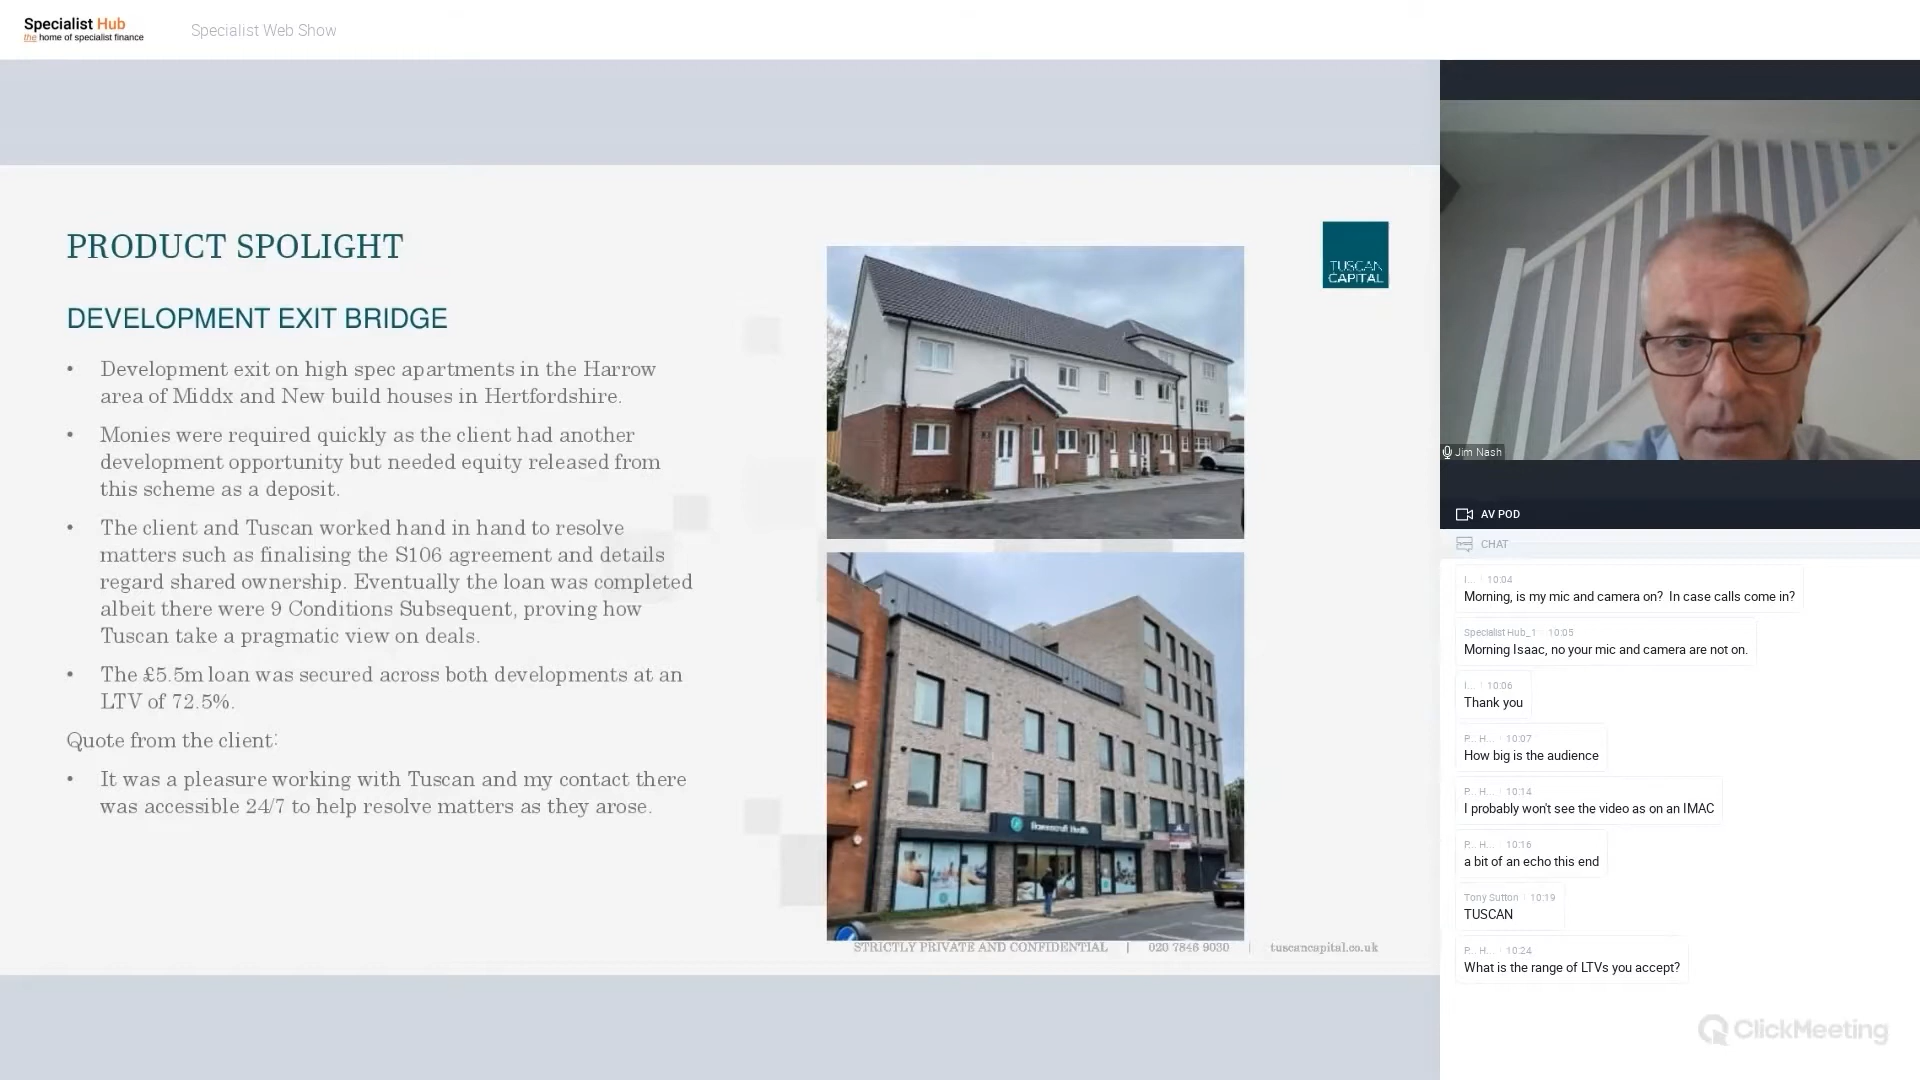 Specialist Hub
the home of specialist finance
Specialist Web Show
PRODUCT SPOLIGHT
TUSCAN
CAPITAL
DEVELOPMENT EXIT BRIDGE
• Development exit on high spec apartments in the Harrow
area of Middx and New build houses in Hertfordshire.
• Monies were required quickly as the client had another
development opportunity but needed equity released from
this scheme as a deposit.
• The client and Tuscan worked hand in hand to resolve
matters such as finalising the S106 agreement and details
regard shared ownership. Eventually the loan was completed
albeit there were 9 Conditions Subsequent, proving how
Tuscan take a pragmatic view on deals.
• The £5.5m loan was secured across both developments at an
LTV of 72.5%.
Quote from the client:
• It was a pleasure working with Tuscan and my contact there
was accessible 24/7 to help resolve matters as they arose.
Health
STRICTLY PRIVATE AND CONFIDENTIAL | 020 7846 9030 | tuscancapital.co.uk
Jim Nash
AV POD
CHAT
I... 10:04
Morning, is my mic and camera on? In case calls come in?
Specialist Hub_1 10:05
Morning Isaac, no your mic and camera are not on.
I... 10:06
Thank you
P... H... 10:07
How big is the audience
P... H... 10:14
I probably won't see the video as on an IMAC
P... H... 10:16
a bit of an echo this end
Tony Sutton 10:19
TUSCAN
P... H... 10:24
What is the range of LTVs you accept?
ClickMeeting